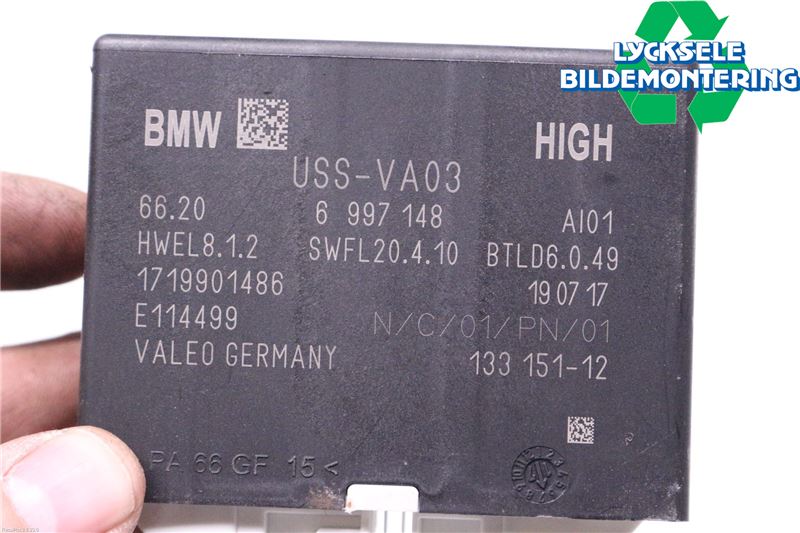 LYCKSELE
BILDEMONTERING
BMW HIGH
USS-VA03
66.20 6 997 148 AI01
HWEL8.1.2 SWFL20.4.10 BTLD6.0.49
1719901486 19 07 17
E114499 N/C/01/PN/01
VALEO GERMANY 133 151-12
PA 66 GF 15<